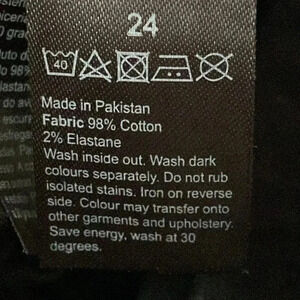 24
40
Made in Pakistan
Fabric 98% Cotton
2% Elastane
Wash inside out. Wash dark
colours separately. Do not rub
isolated stains. Iron on reverse
side. Colour may transfer onto
other garments and upholstery.
Save energy, wash at 30
degrees.